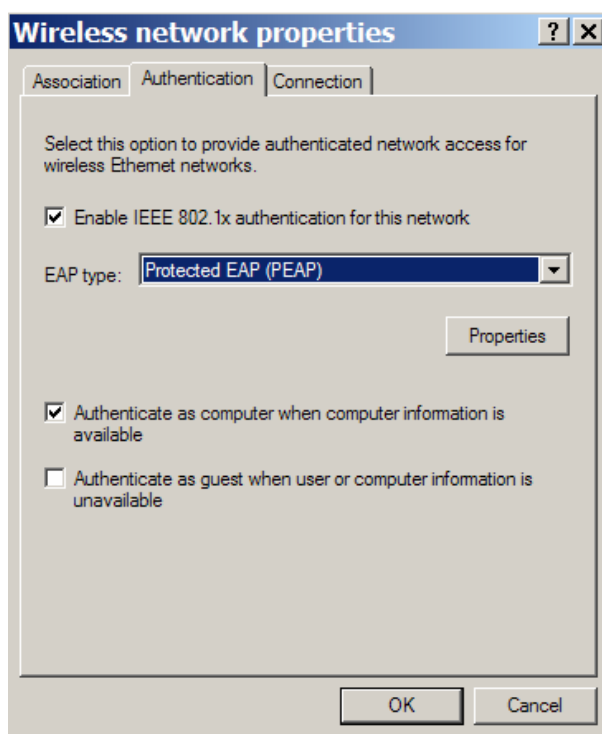 Wireless network properties
Association Authentication Connection
Select this option to provide authenticated network access for
wireless Ethernet networks.
Enable IEEE 802.1x authentication for this network
EAP type: Protected EAP (PEAP)
Properties
Authenticate as computer when computer information is
available
Authenticate as guest when user or computer information is
unavailable
OK Cancel